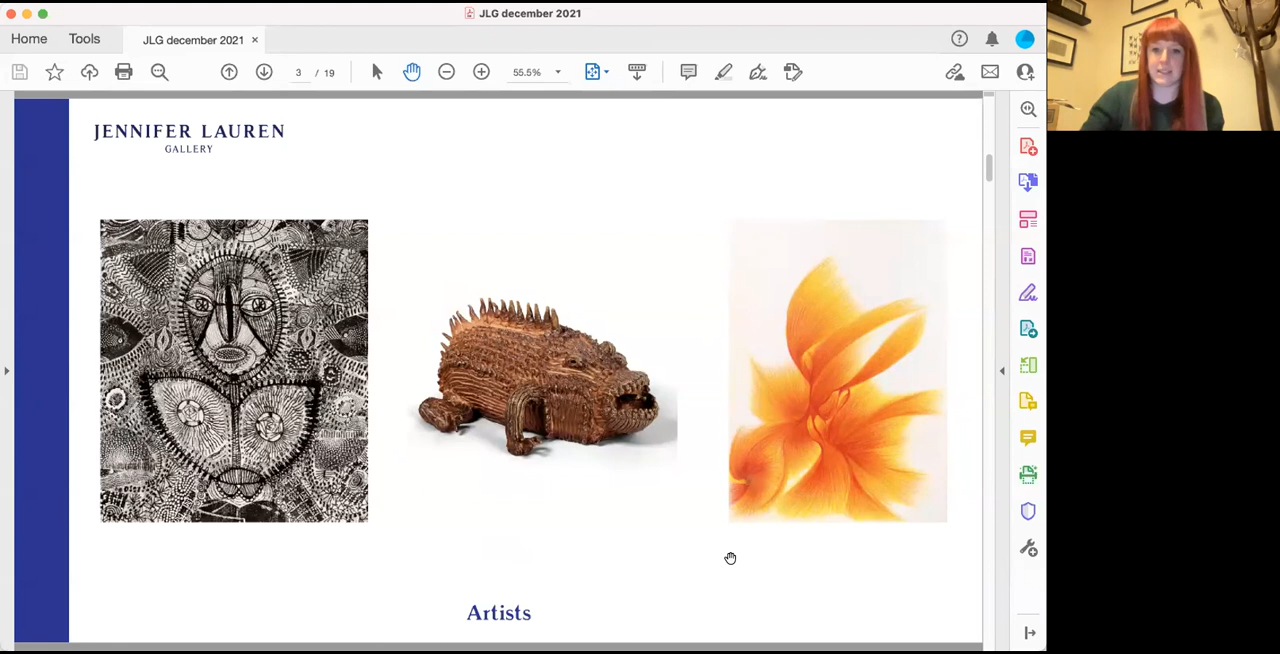 JLG december 2021
Home
Tools
JLG december 2021
3 / 19
55.5%
JENNIFER LAUREN
GALLERY
Artists